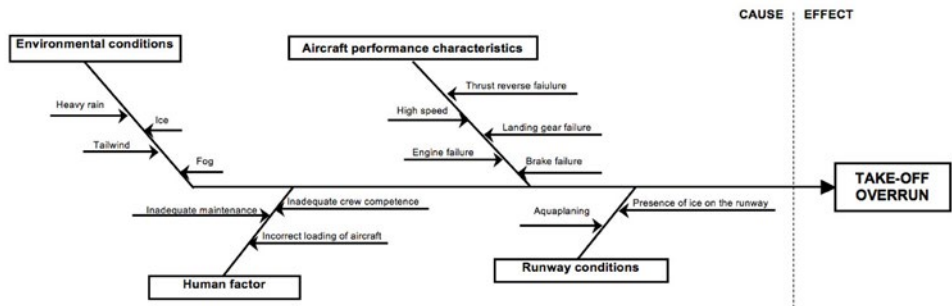 CAUSE
EFFECT
Environmental conditions
Aircraft performance characteristics
Thrust reverse faiulure
Heavy rain
High speed
Ice
Landing gear failure
Tailwind
Engine failure
Fog
Brake failure
TAKE-OFF
OVERRUN
Inadequate crew competence
Inadequate maintenance
Presence of ice on the runway
Aquaplaning
Incorrect loading of aircraft
Human factor
Runway conditions